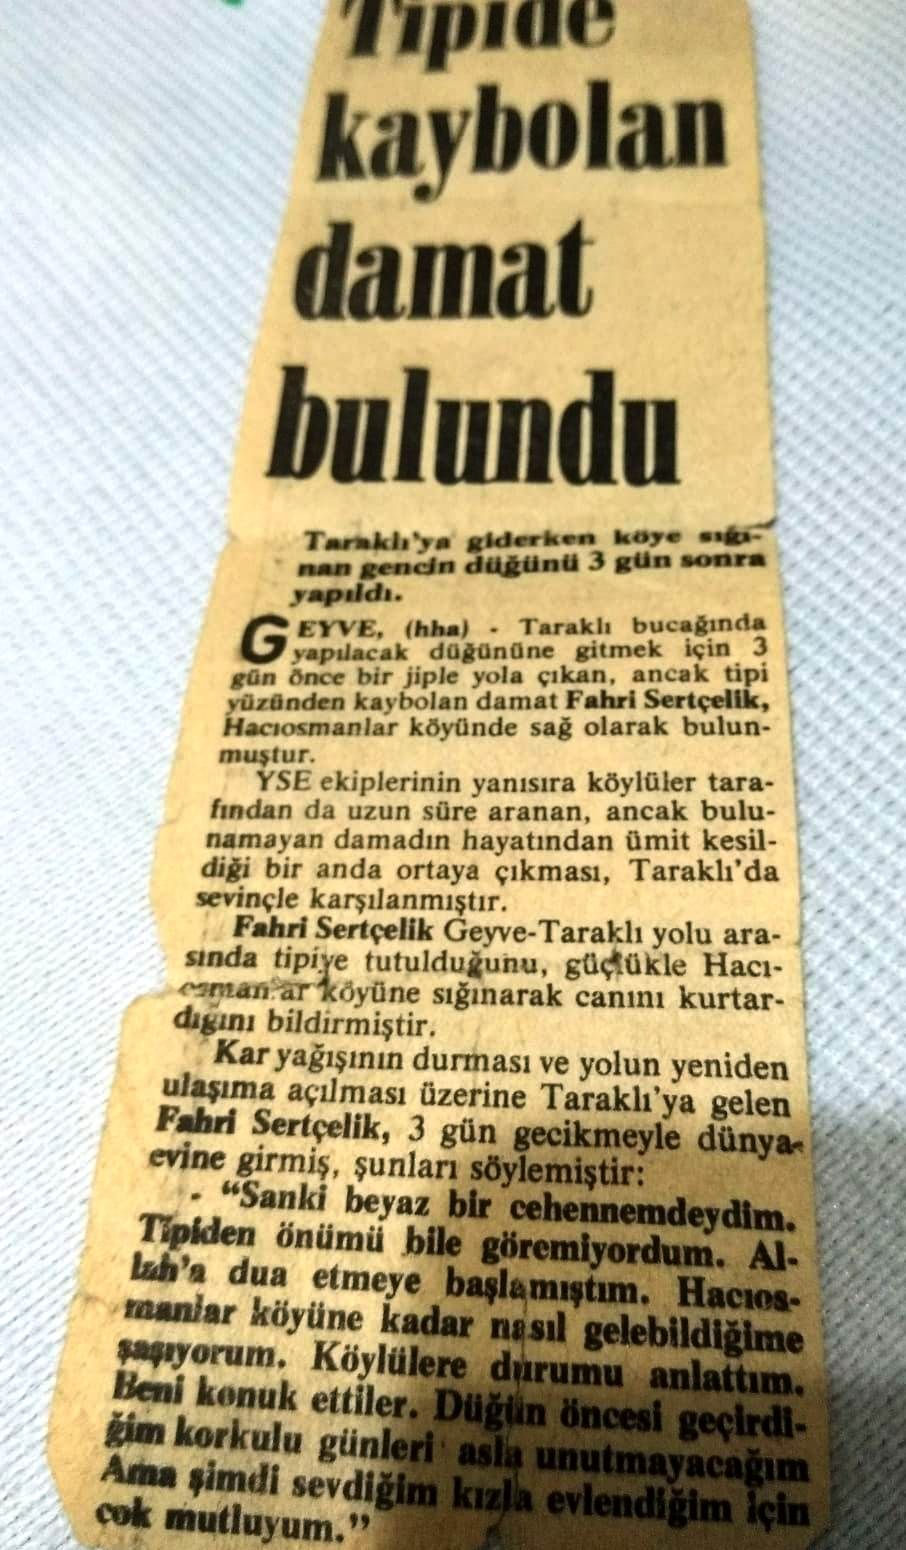 Tipide
kaybolan
damat
bulundu
Taraklı'ya giderken köye sığı-
nan gencin düğünü 3 gün sonra
yapıldı.
GEYVE, (hha) - Taraklı bucağında
yapılacak düğününe gitmek için 3
gün önce bir jiple yola çıkan, ancak tipi
yüzünden kaybolan damat Fahri Sertçelik,
Hacıosmanlar köyünde sağ olarak bulun-
muştur.
YSE ekiplerinin yanısıra köylüler tara-
fından da uzun süre aranan, ancak bulu-
namayan damadın hayatından ümit kesil-
diği bir anda ortaya çıkması, Taraklı'da
sevinçle karşılanmıştır.
Fahri Sertçelik Geyve-Taraklı yolu ara-
sında tipiye tutulduğunu, güçlükle Hacı-
osmanlar köyüne sığınarak canını kurtar-
dığını bildirmiştir.
Kar yağışının durması ve yolun yeniden
ulaşıma açılması üzerine Taraklı'ya gelen
Fahri Sertçelik, 3 gün gecikmeyle dünya-
evine girmiş, şunları söylemiştir:
- "Sanki beyaz bir cehennemdeydim.
Tipiden önümü bile göremiyordum. Al-
lah'a dua etmeye başlamıştım. Hacıos-
manlar köyüne kadar nasıl gelebildiğime
şaşıyorum. Köylülere durumu anlattım.
Beni konuk ettiler. Düğün öncesi geçirdi-
ğim korkulu günleri asla unutmayacağım
Ama şimdi sevdiğim kızla evlendiğim için
çok mutluyum."